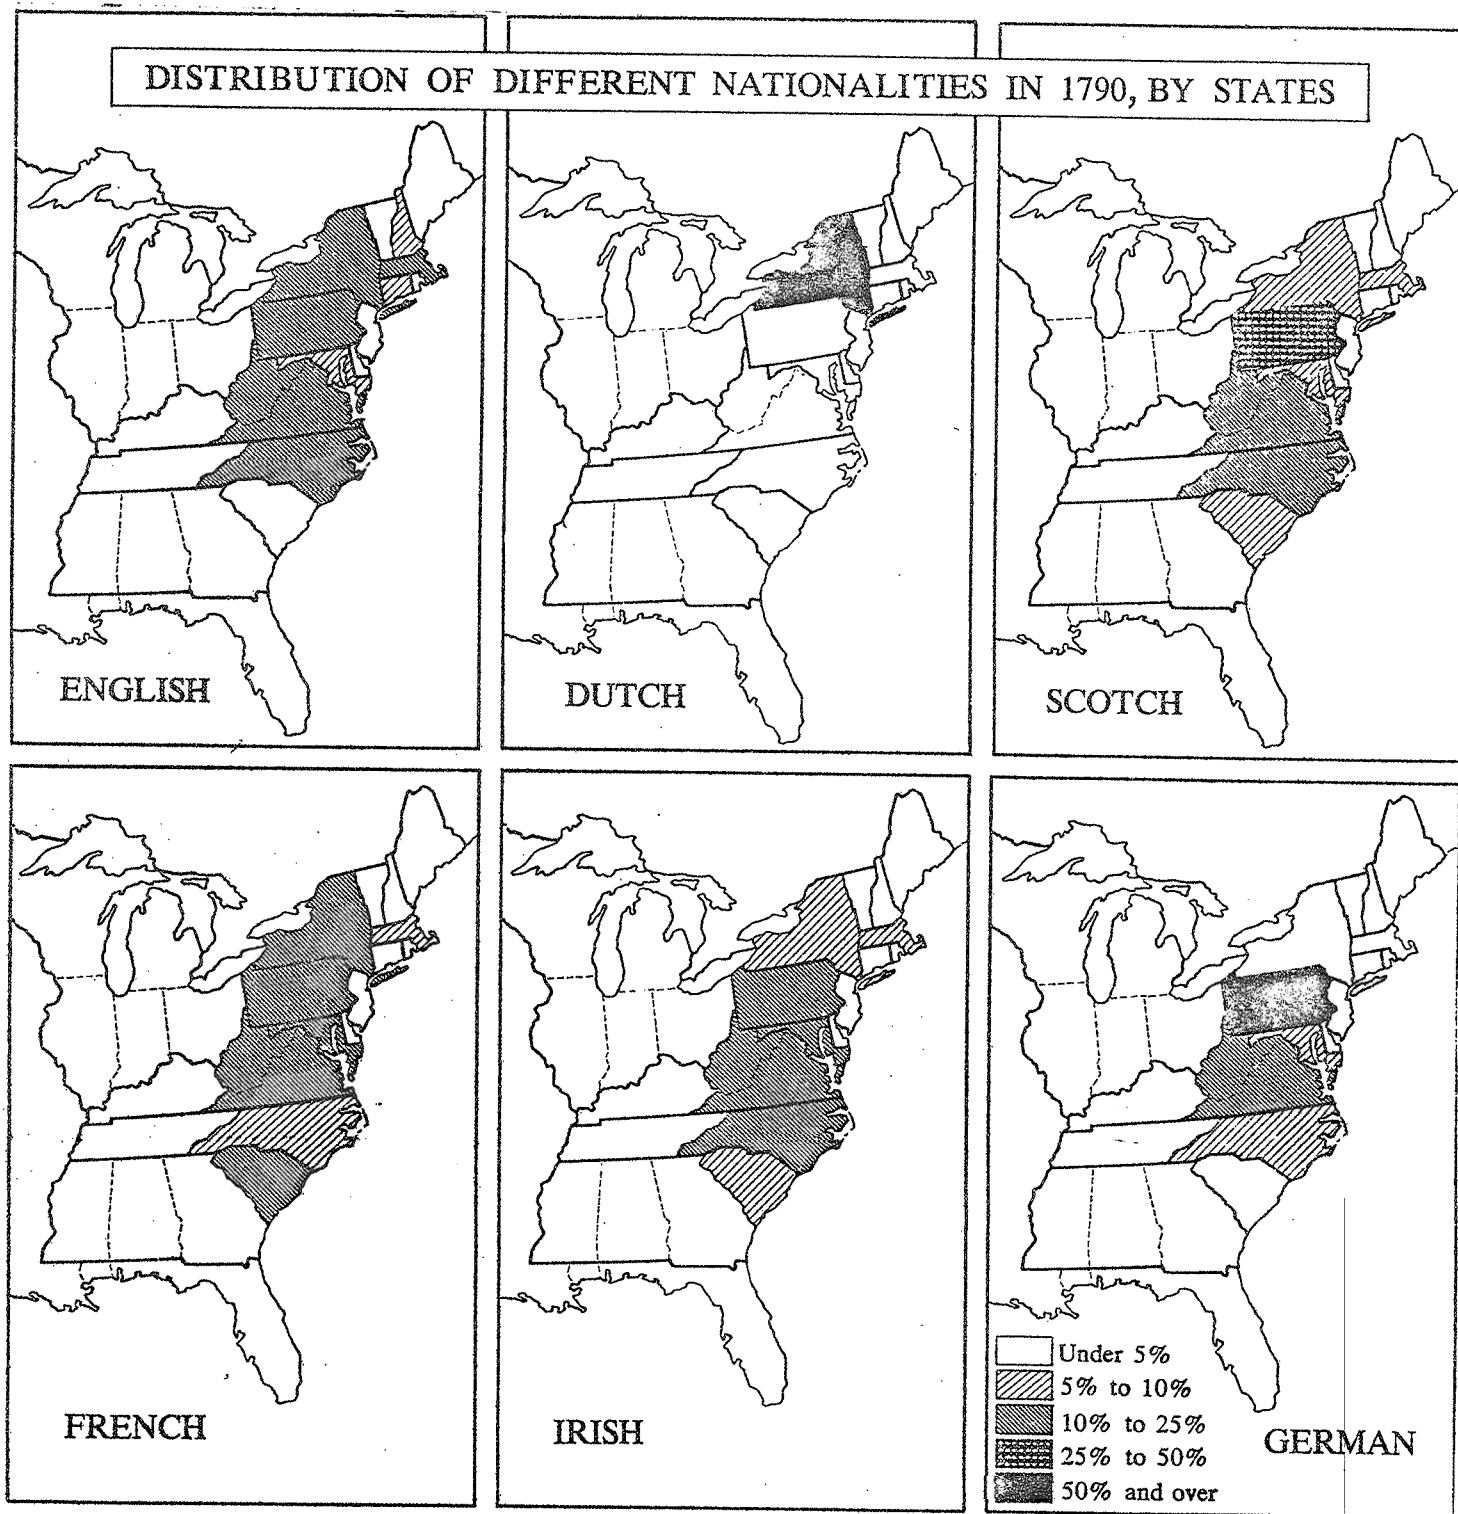 DISTRIBUTION OF DIFFERENT NATIONALITIES IN 1790, BY STATES
ENGLISH
DUTCH
SCOTCH
FRENCH
IRISH
GERMAN
Under 5%
5% to 10%
10% to 25%
25% to 50%
50% and over